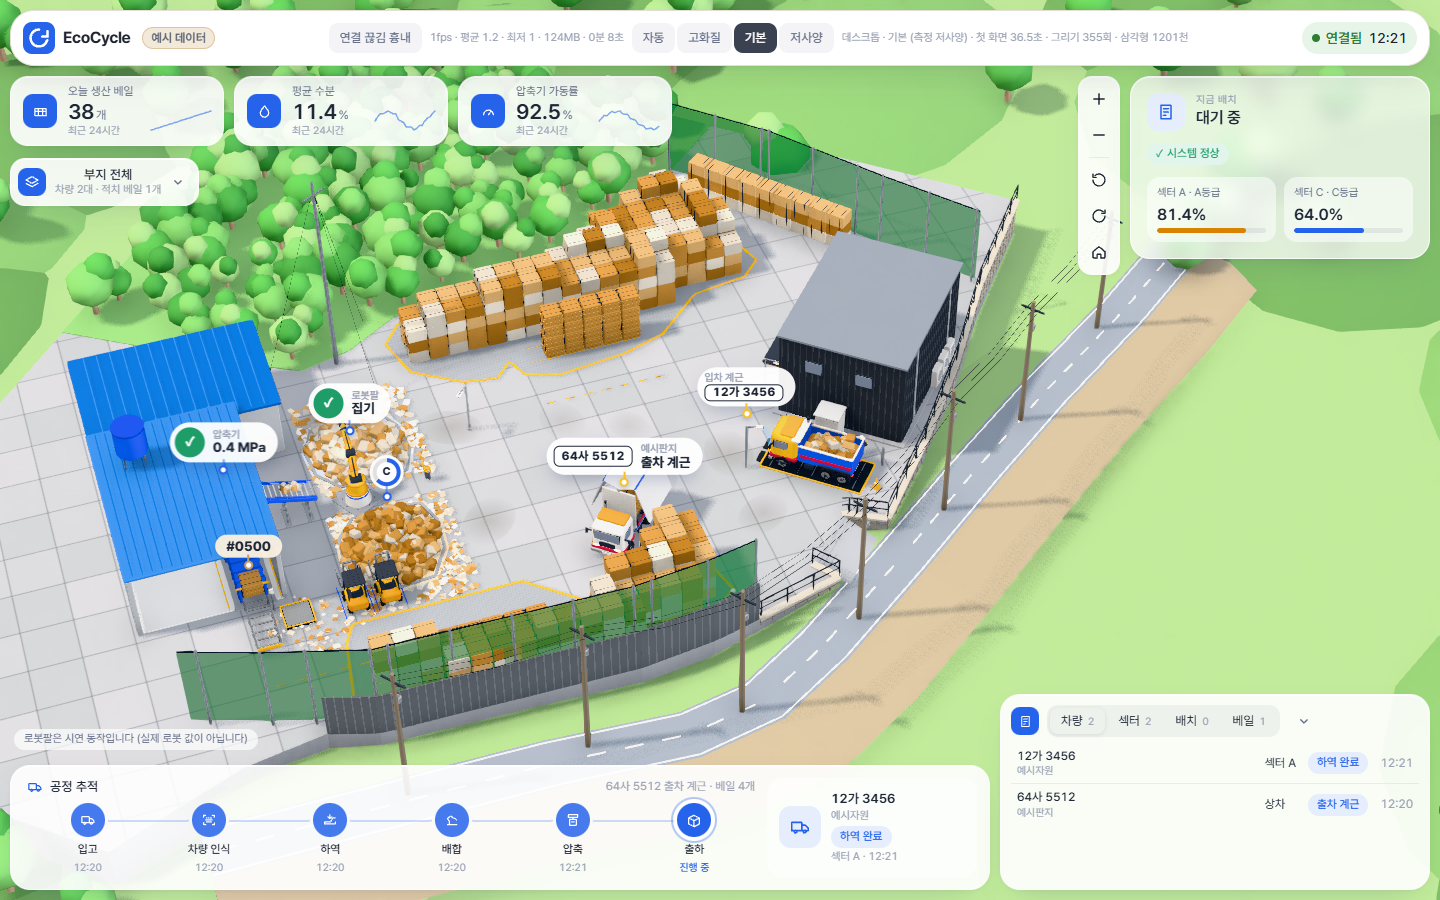 EcoCycle
예시 데이터
연결 끊김 흉내
1fps · 평균 1.2 · 최저 1 · 124MB · 0분 8초
자동
고화질
기본
저사양
데스크톱 · 기본 (측정 저사양) · 첫 화면 36.5초 · 그리기 355회 · 삼각형 1201천
연결됨 12:21
오늘 생산 베일
38개
최근 24시간
평균 수분
11.4%
최근 24시간
압축기 가동률
92.5%
최근 24시간
부지 전체
차량 2대 · 적치 베일 1개
지금 배치
대기 중
✓ 시스템 정상
섹터 A · A등급
81.4%
섹터 C · C등급
64.0%
입차 계근
12가 3456
로봇팔
집기
압축기
0.4 MPa
64사 5512
예시판지
출차 계근
C
#0500
로봇팔은 시연 동작입니다 (실제 로봇 값이 아닙니다)
공정 추적
64사 5512 출차 계근 · 베일 4개
입고
12:20
차량 인식
12:20
하역
12:20
배합
12:20
압축
12:21
출하
진행 중
12가 3456
예시자원
하역 완료
섹터 A · 12:21
차량 2
섹터 2
배치 0
베일 1
12가 3456
예시자원
섹터 A
하역 완료
12:21
64사 5512
예시판지
상차
출차 계근
12:20